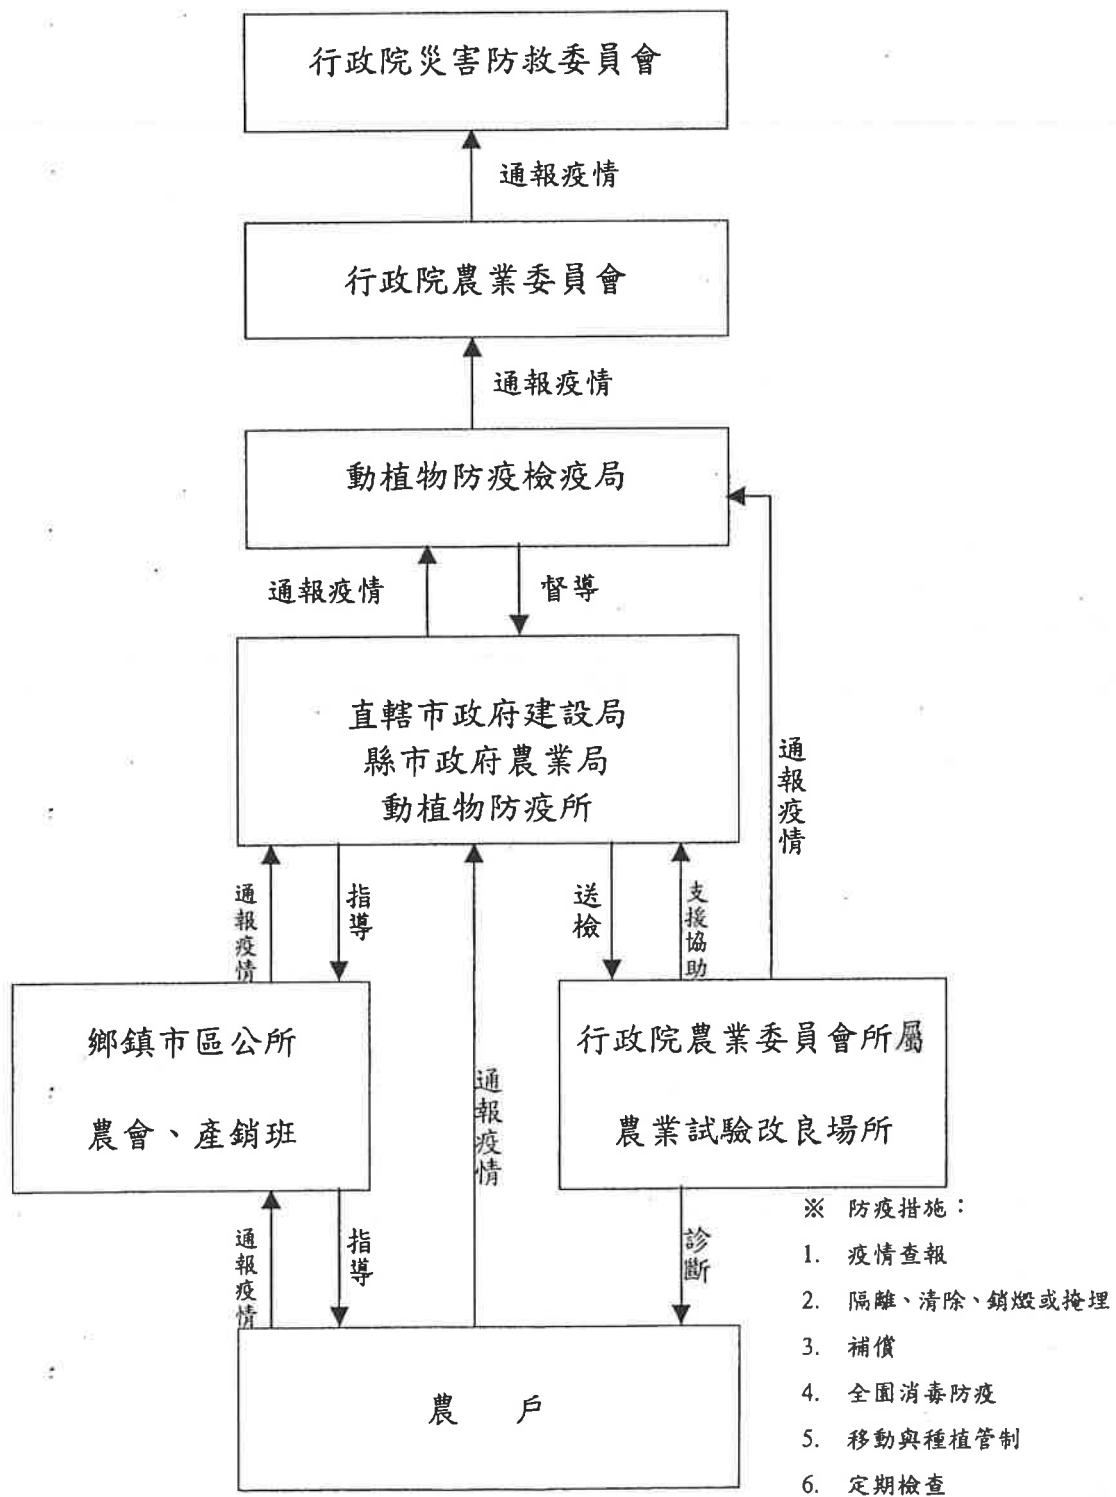 行政院災害防救委員會
通報疫情
行政院農業委員會
通報疫情
動植物防疫檢疫局
通報疫情
督導
直轄市政府建設局
縣市政府農業局
動植物防疫所
通報疫情
通報疫情
指導
送檢
支援協助
鄉鎮市區公所
農會、產銷班
通報疫情
行政院農業委員會所屬
農業試驗改良場所
通報疫情
指導
診斷
農 戶
※ 防疫措施：
1. 疫情查報
2. 隔離、清除、銷燬或掩埋
3. 補償
4. 全園消毒防疫
5. 移動與種植管制
6. 定期檢查